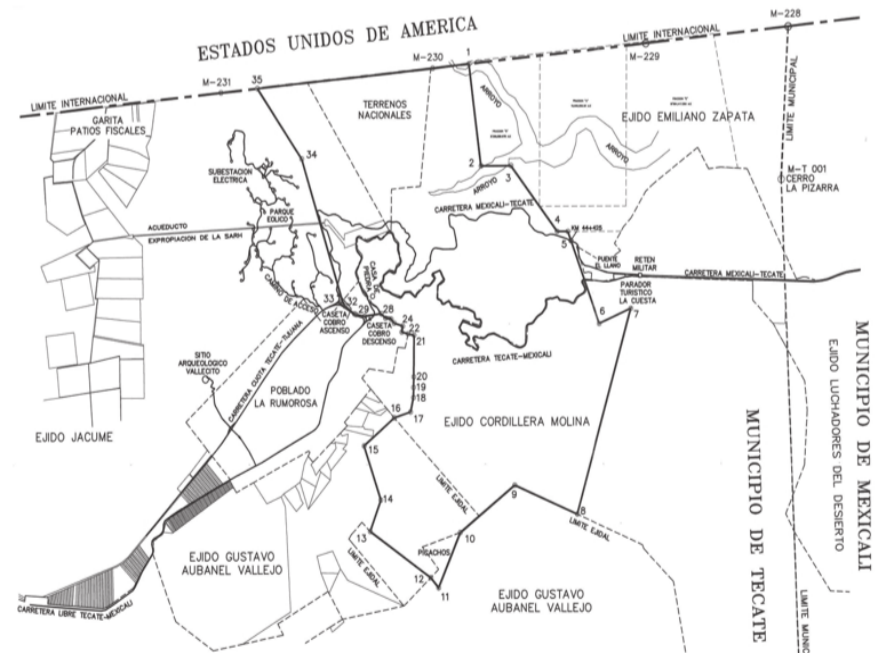 M-228
ESTADOS UNIDOS DE AMERICA
LIMITE INTERNACIONAL
M-229
M-230
1
M-231
35
LIMITE INTERNACIONAL
GARITA
PATIOS FISCALES
TERRENOS
NACIONALES
ARROYO
EJIDO EMILIANO ZAPATA
LIMITE MUNICIPAL
ARROYO
34
2
3
SUBESTACION
ELECTRICA
ARROYO
M-T 001
CERRO
LA PIZARRA
PARQUE
EOLICO
CARRETERA MEXICALI-TECATE
ACUEDUCTO
EXPROPIACION DE LA SARH
4
5
PUENTE
EL LLANO
RETEN
MILITAR
CARRETERA MEXICALI-TECATE
CASA DE
PIEDRA
CAMINO DE ACCESO
PARADOR
TURISTICO
LA CUESTA
33
32
CASETA
COBRO
ASCENSO
29
28
CASETA
COBRO
DESCENSO
24
22
21
6
7
CARRETERA TECATE-MEXICALI
SITIO
ARQUEOLOGICO
VALLECITO
CARRETERA CUOTA TECATE-TIJUANA
POBLADO
LA RUMOROSA
20
19
18
17
16
EJIDO CORDILLERA MOLINA
EJIDO JACUME
15
LIMITE EJIDAL
14
9
8
LIMITE EJIDAL
13
10
PICACHOS
LIMITE EJIDAL
12
11
EJIDO GUSTAVO
AUBANEL VALLEJO
EJIDO GUSTAVO
AUBANEL VALLEJO
CARRETERA LIBRE TECATE-MEXICALI
MUNICIPIO DE TECATE
EJIDO LUCHADORES DEL DESIERTO
MUNICIPIO DE MEXICALI
LIMITE MUNIC